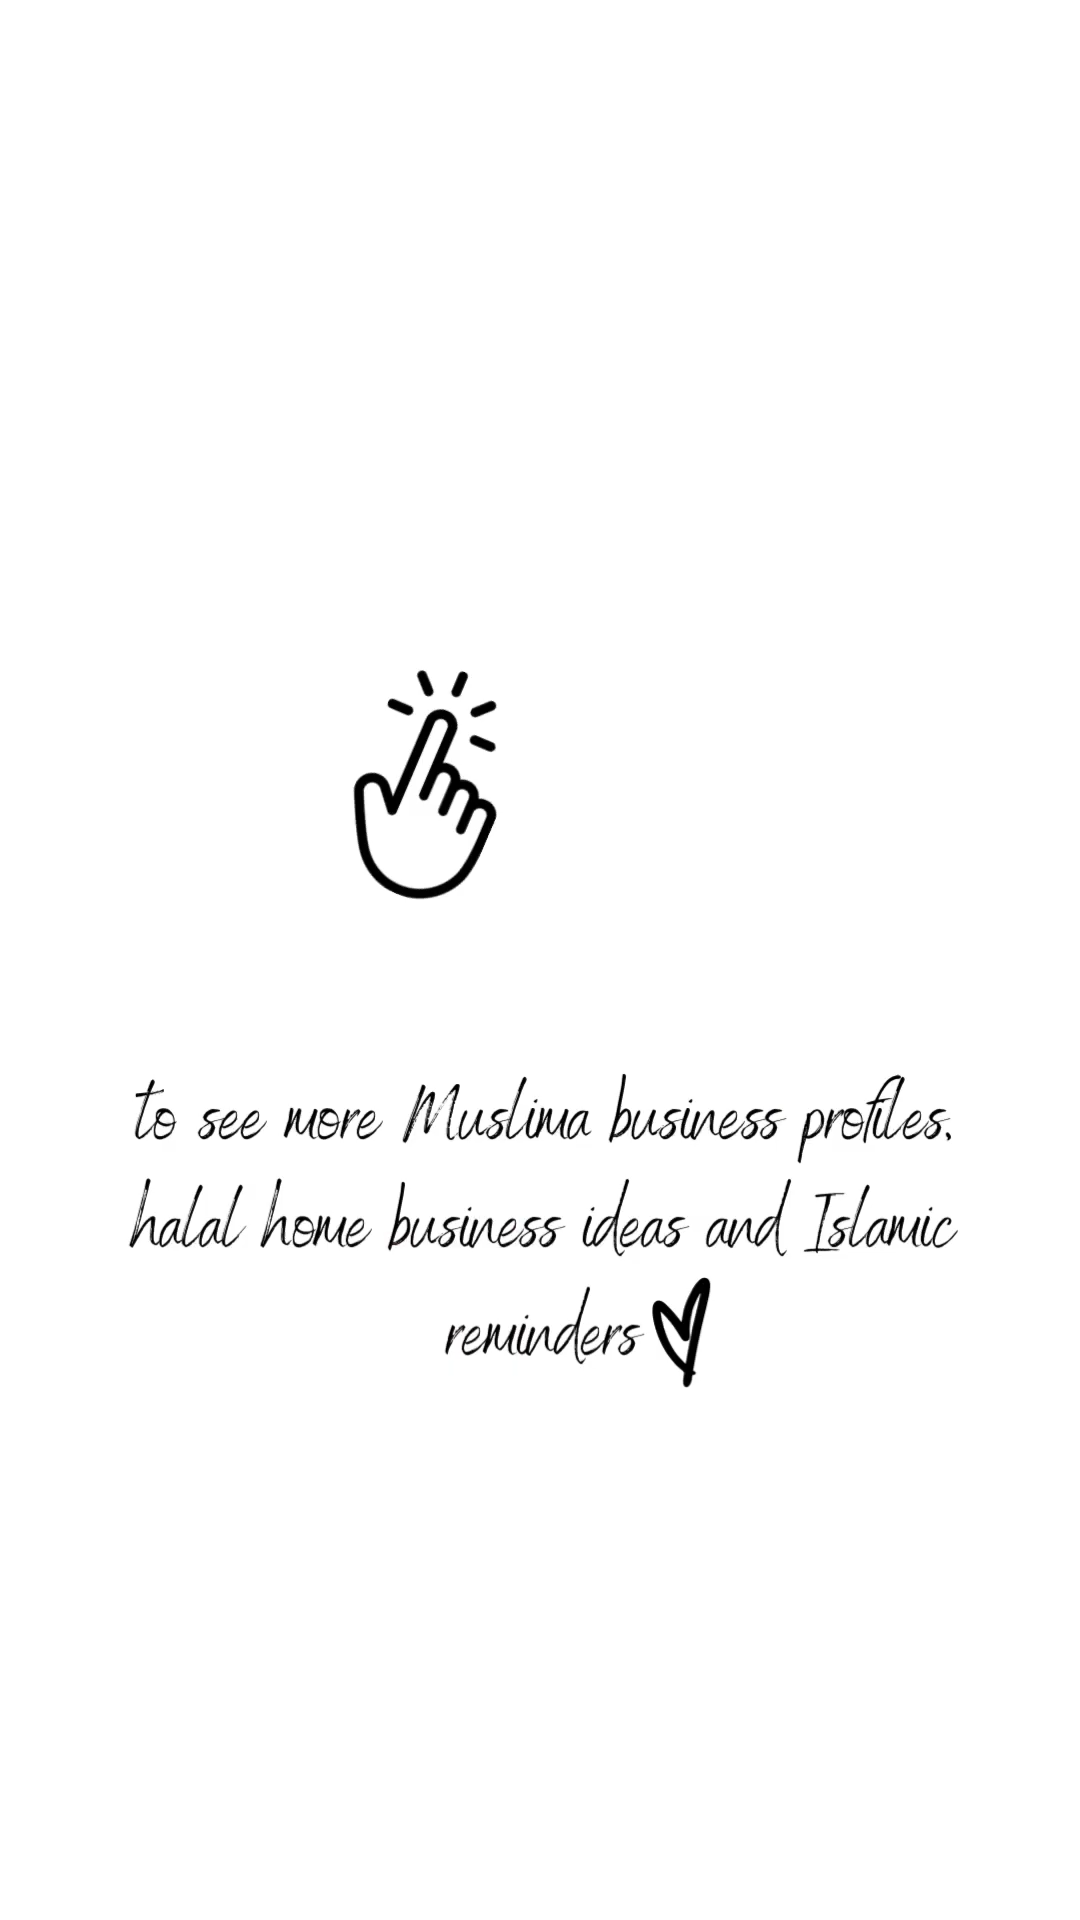 to see more Muslima business profiles,
halal home business ideas and Islamic
reminders